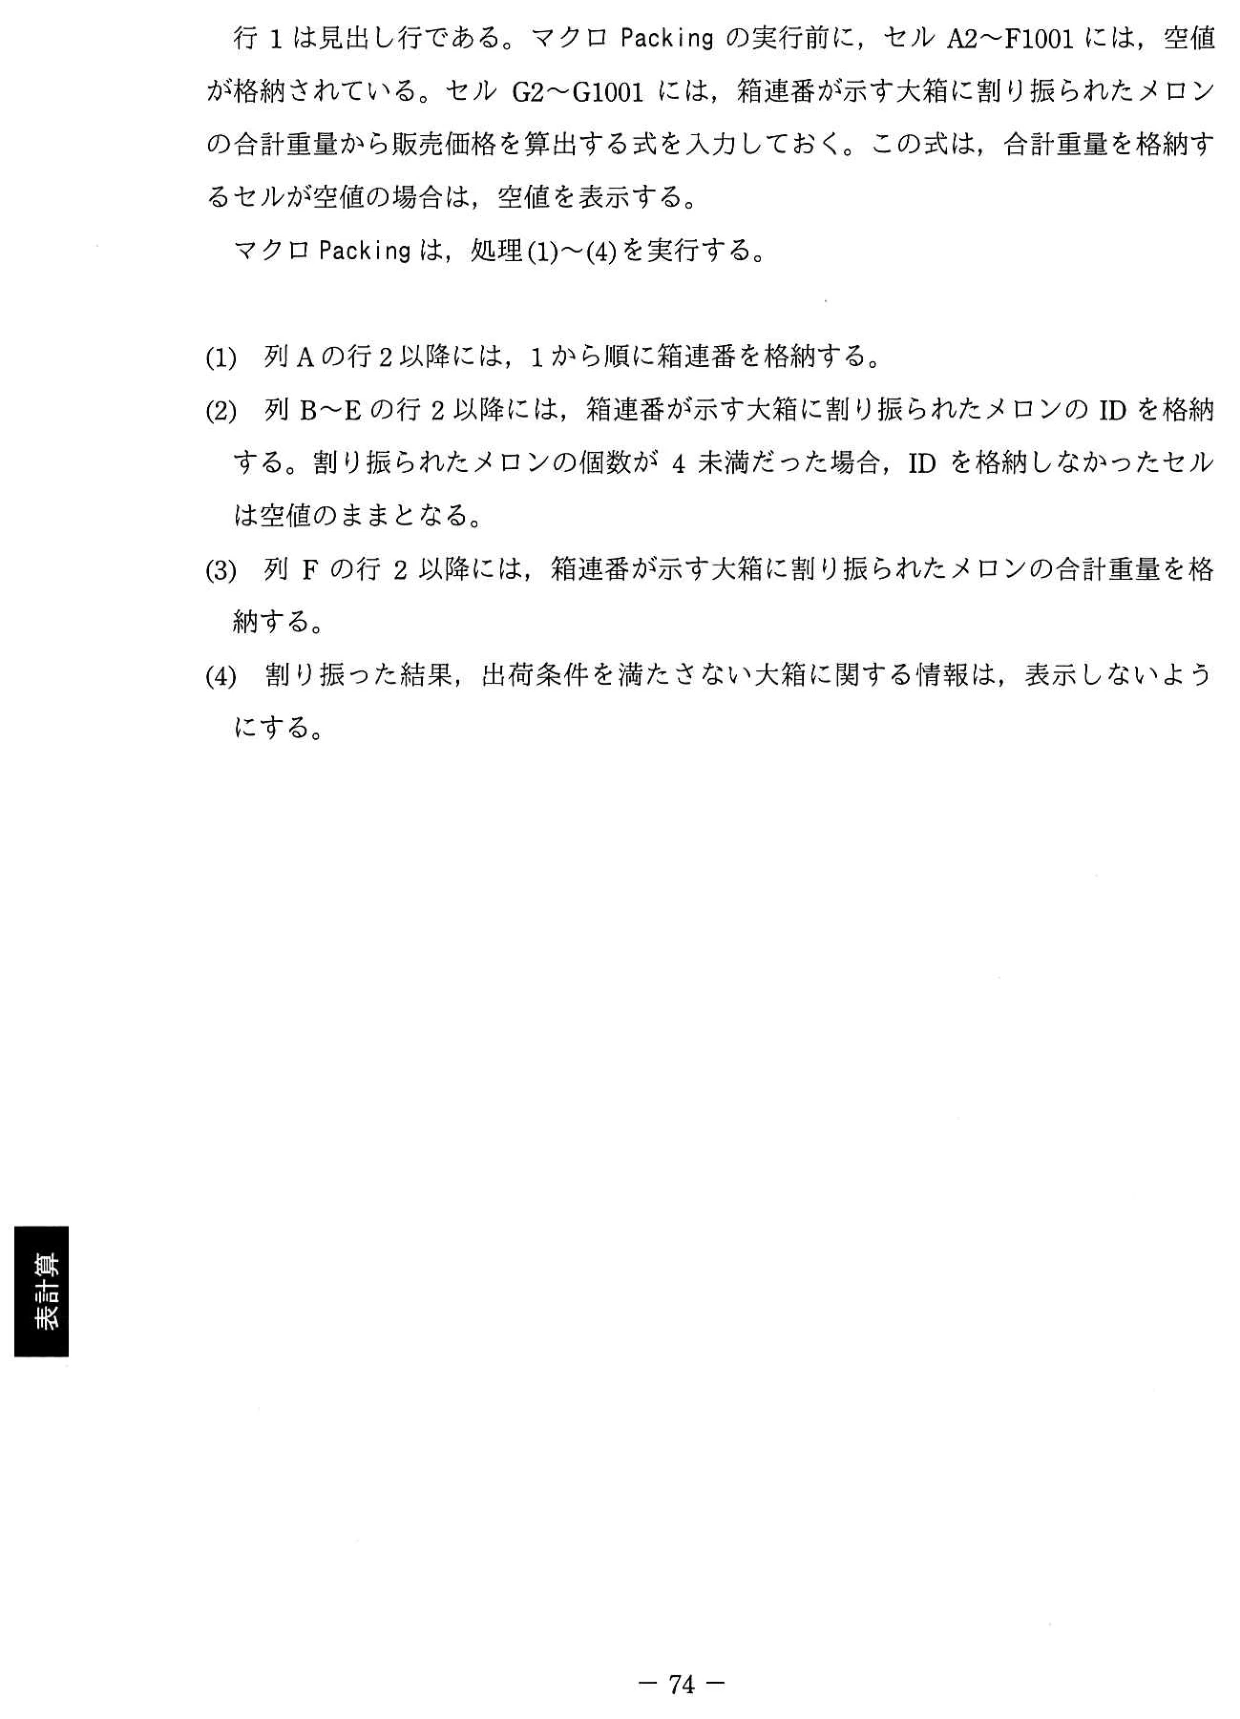 行 1 は見出し行である。マクロ Packing の実行前に，セル A2～F1001 には，空値
が格納されている。セル G2～G1001 には，箱連番が示す大箱に割り振られたメロン
の合計重量から販売価格を算出する式を入力しておく。この式は，合計重量を格納す
るセルが空値の場合は，空値を表示する。
マクロ Packing は，処理(1)～(4)を実行する。
(1) 列 A の行 2 以降には，1 から順に箱連番を格納する。
(2) 列 B～E の行 2 以降には，箱連番が示す大箱に割り振られたメロンの ID を格納
する。割り振られたメロンの個数が 4 未満だった場合，ID を格納しなかったセル
は空値のままとなる。
(3) 列 F の行 2 以降には，箱連番が示す大箱に割り振られたメロンの合計重量を格
納する。
(4) 割り振った結果，出荷条件を満たさない大箱に関する情報は，表示しないよう
にする。
表計算
－ 74 －